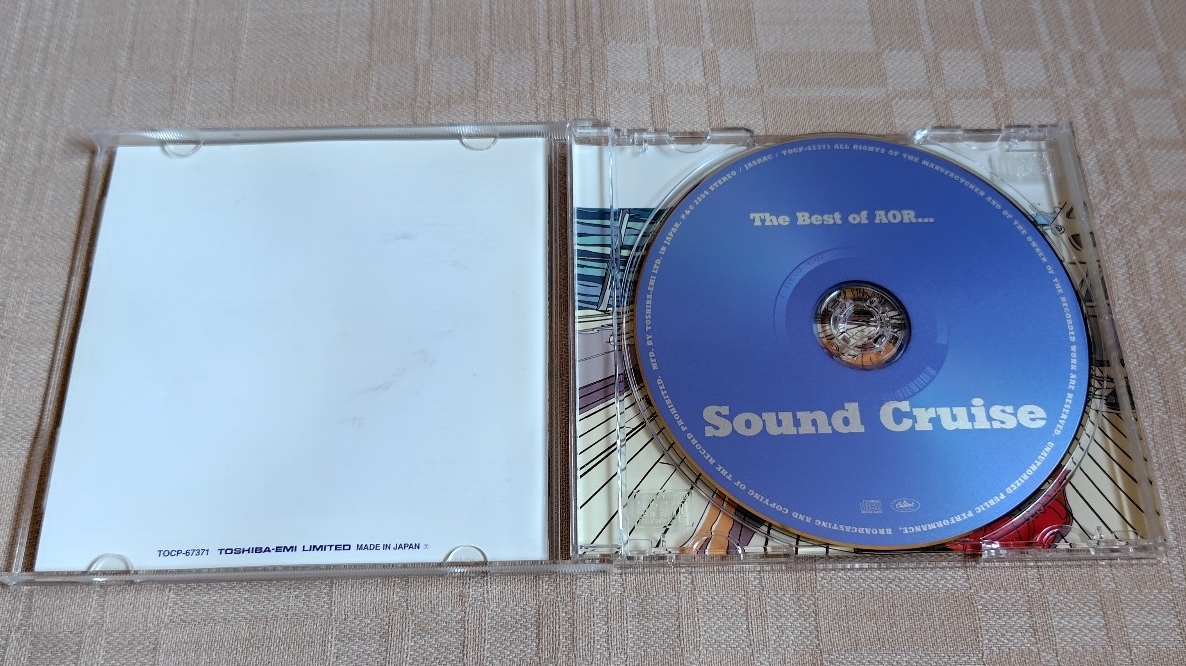 TOCP-67371 TOSHIBA-EMI LIMITED MADE IN JAPAN
The Best of AOR...
Sound Cruise
MFD. BY TOSHIBA-EMI LTD. IN JAPAN. P&C 2004 STEREO / JASRAC / TOCP-67371 ALL RIGHTS OF THE MANUFACTURER AND OF THE OWNER OF THE RECORDED WORK ARE RESERVED. UNAUTHORIZED PUBLIC PERFORMANCE, BROADCASTING AND COPYING OF THE RECORD PROHIBITED.